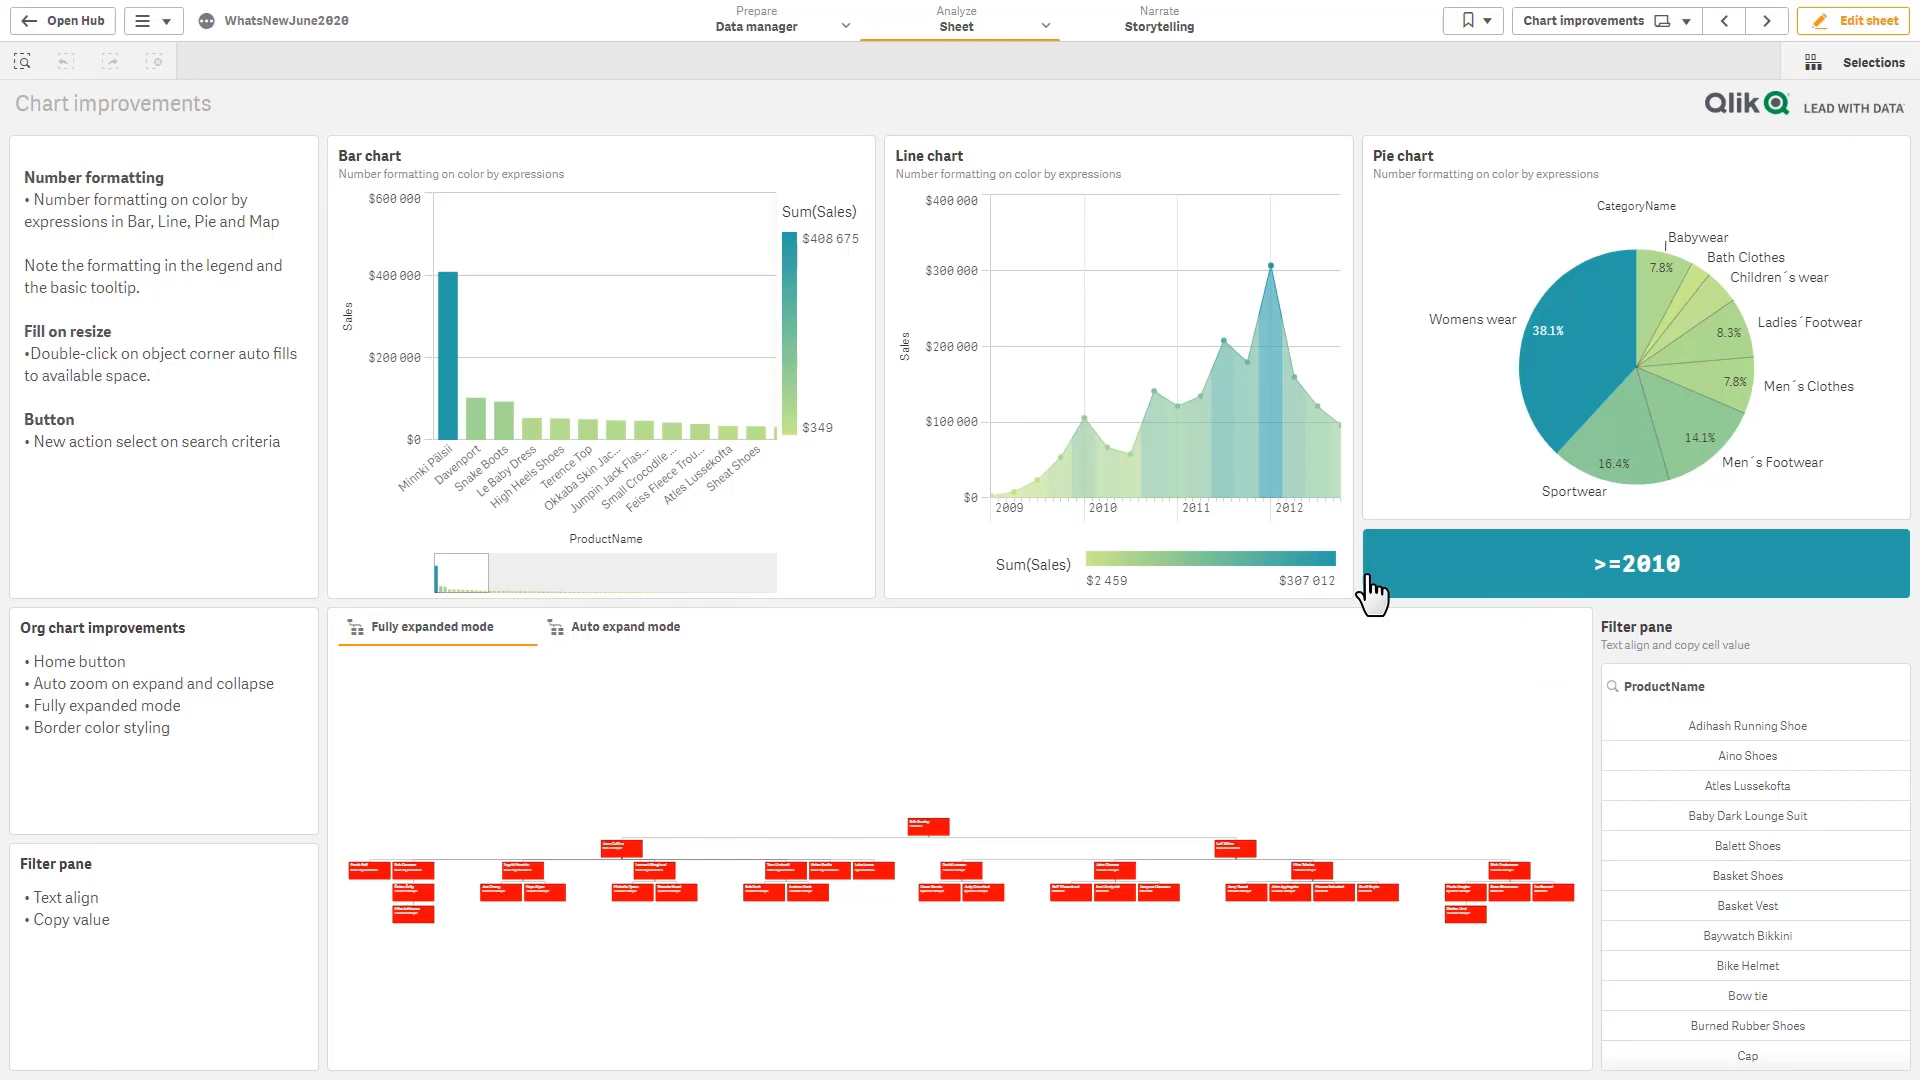 Open Hub
WhatsNewJune2020
Prepare
Data manager
Analyze
Sheet
Narrate
Storytelling
Chart improvements
Edit sheet
Selections
Chart improvements
Qlik LEAD WITH DATA
Number formatting
• Number formatting on color by
expressions in Bar, Line, Pie and Map
Note the formatting in the legend and
the basic tooltip.
Fill on resize
•Double-click on object corner auto fills
to available space.
Button
• New action select on search criteria
Bar chart
Number formatting on color by expressions
Sales
$600 000
$400 000
$200 000
$0
Minnki Pälsii
Davenport
Snake Boots
Le Baby Dress
High Heels Shoes
Terence Top
Okkaba Skin Jac...
Jumpin Jack Flas...
Small Crocodile ...
Feiss Fleece Trou...
Atles Lussekofta
Sheat Shoes
ProductName
Sum(Sales)
$408 675
$349
Line chart
Number formatting on color by expressions
Sales
$400 000
$300 000
$200 000
$100 000
$0
2009
2010
2011
2012
Sum(Sales)
$2 459
$307 012
Pie chart
Number formatting on color by expressions
CategoryName
Babywear
7.8%
Bath Clothes
Children´s wear
Ladies´Footwear
8.3%
Men´s Clothes
7.8%
Men´s Footwear
14.1%
Sportwear
16.4%
Womens wear
38.1%
>=2010
Org chart improvements
• Home button
• Auto zoom on expand and collapse
• Fully expanded mode
• Border color styling
Filter pane
• Text align
• Copy value
Fully expanded mode
Auto expand mode
Filter pane
Text align and copy cell value
ProductName
Adihash Running Shoe
Aino Shoes
Atles Lussekofta
Baby Dark Lounge Suit
Balett Shoes
Basket Shoes
Basket Vest
Baywatch Bikkini
Bike Helmet
Bow tie
Burned Rubber Shoes
Cap